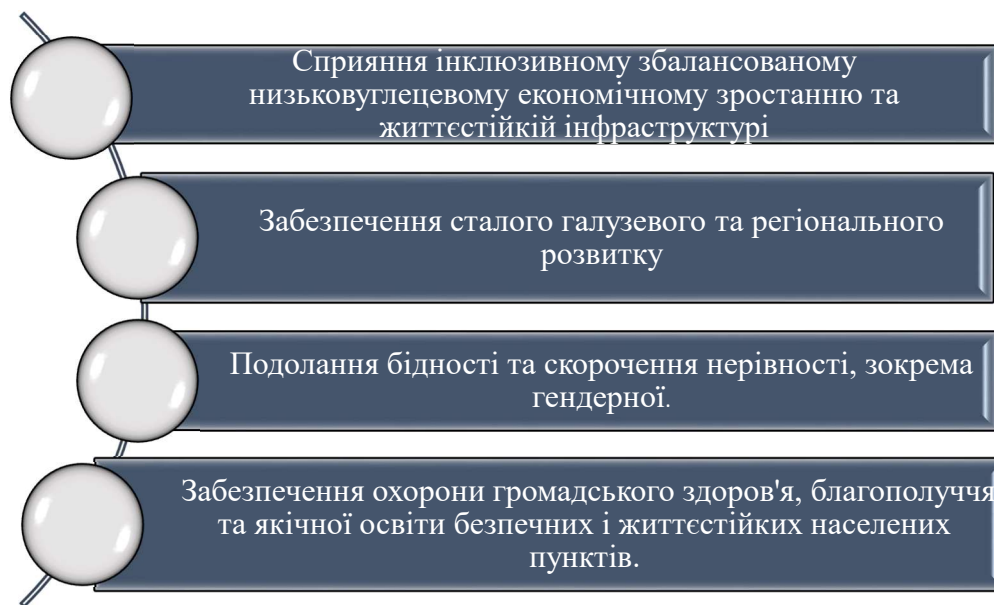 Сприяння інклюзивному збалансованому
низьковуглецевому економічному зростанню та
життєстійкій інфраструктурі
Забезпечення сталого галузевого та регіонального
розвитку
Подолання бідності та скорочення нерівності, зокрема
гендерної.
Забезпечення охорони громадського здоров'я, благополуччя
та якічної освіти безпечних і життєстійких населених
пунктів.